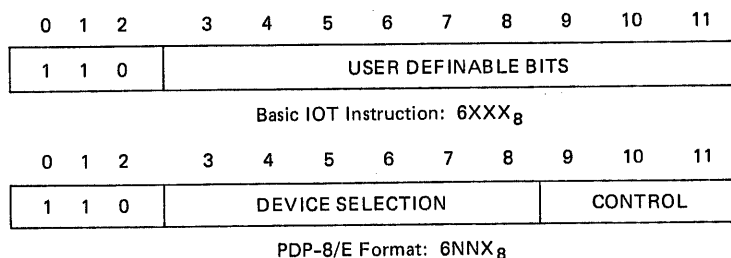 0 1 2 3 4 5 6 7 8 9 10 11
1 1 0 USER DEFINABLE BITS
Basic IOT Instruction: 6XXX8
0 1 2 3 4 5 6 7 8 9 10 11
1 1 0 DEVICE SELECTION CONTROL
PDP-8/E Format: 6NNX8